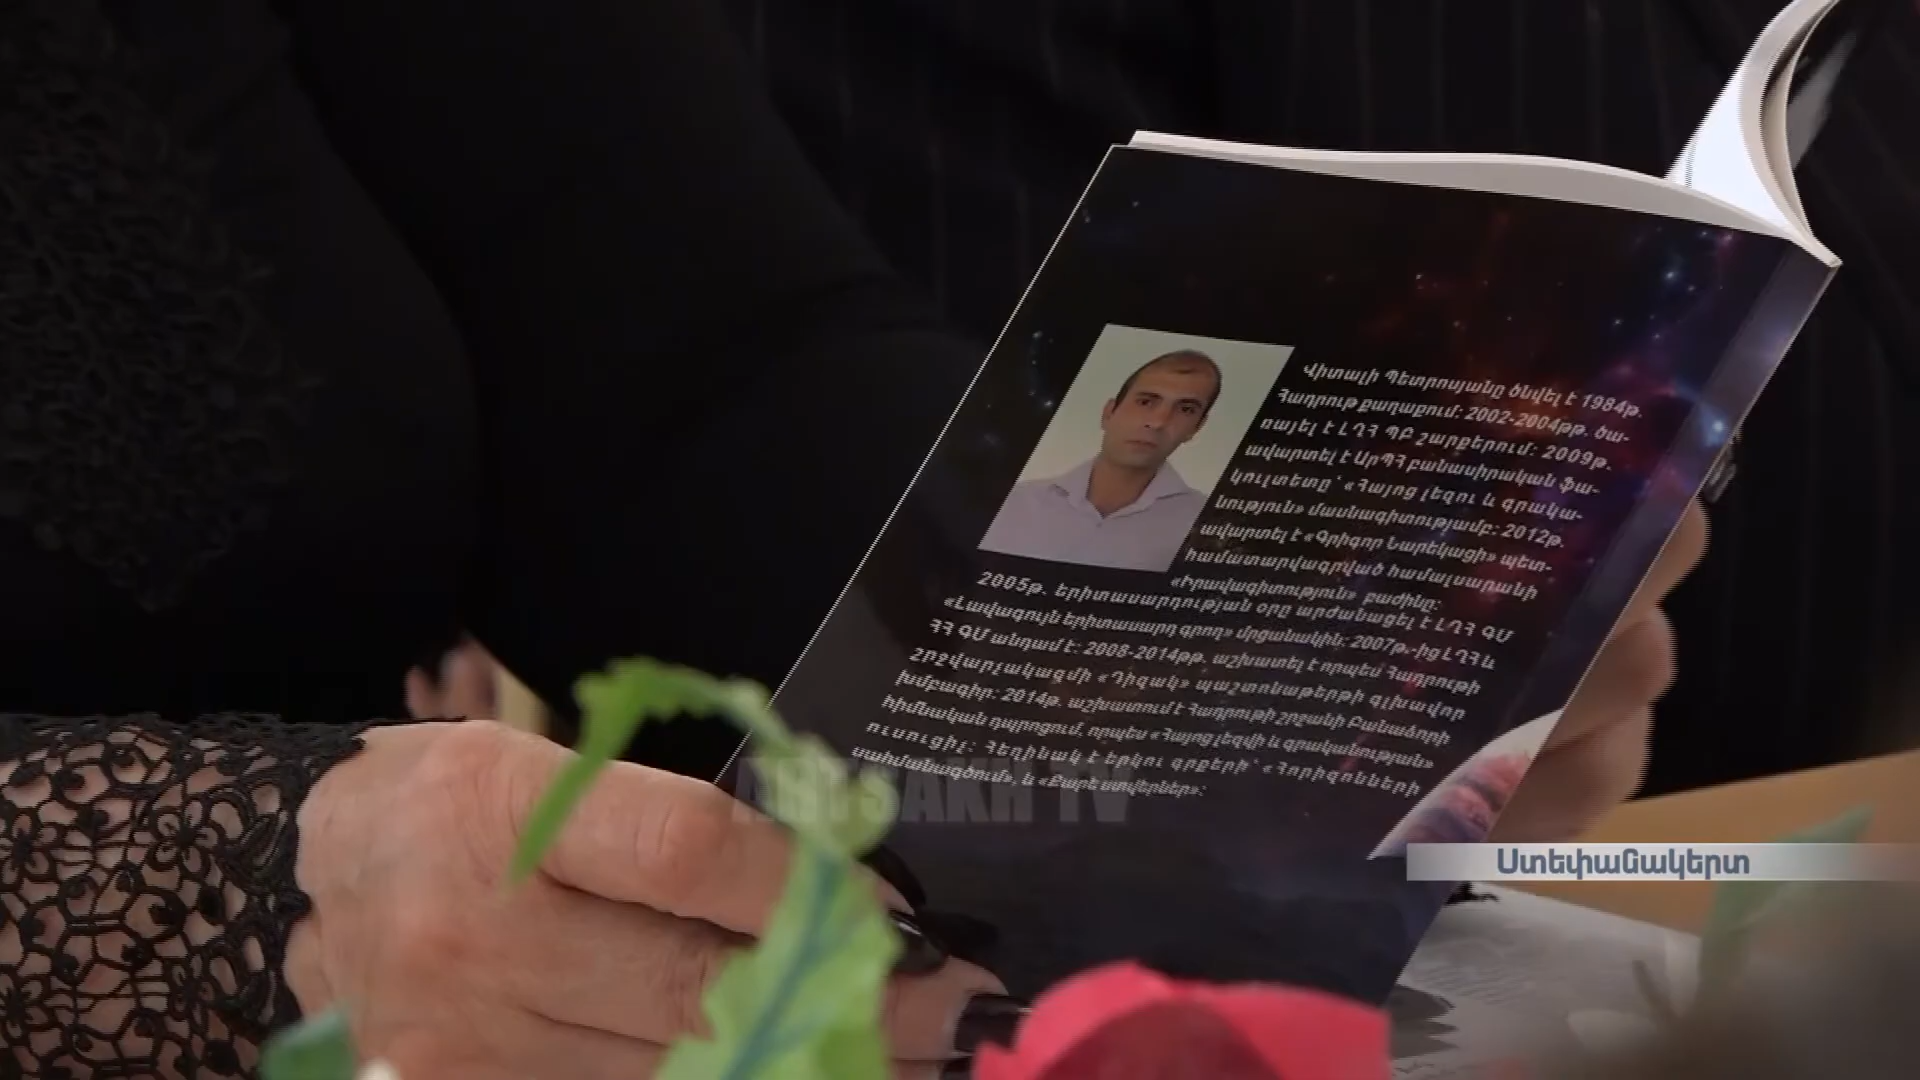 Վիտալի Պետրոսյանը ծնվել է 1984թ.
Հադրութ քաղաքում: 2002-2004թթ. ծա-
ռայել է ԼՂՀ ՊԲ շարքերում: 2009թ.
ավարտել է ԱրՊՀ բանասիրական ֆա-
կուլտետը՝ «Հայոց լեզու և գրակա-
նություն» մասնագիտությամբ: 2012թ.
ավարտել է «Գրիգոր Նարեկացի» պետ-
համատարվագրված համալսարանի
«Իրավագիտություն» բաժինը:
2005թ. երիտասարդության օրը արժանացել է ԼՂՀ ԳՄ
«Լավագույն երիտասարդ գրող» մրցանակին: 2007թ.-ից ԼՂՀ և
ՀՀ ԳՄ անդամ է: 2008-2014թթ. աշխատել է որպես Հադրութի
շրջվարչակազմի «Դիզակ» պաշտոնաթերթի գլխավոր
խմբագիր: 2014թ. աշխատում է Հադրութի շրջանի Բանաձորի
հիմնական դպրոցում, որպես «Հայոց լեզվի և գրականության»
ուսուցիչ: Հեղինակ է երկու գրքերի՝ «Հորիզոնների
սահմանագծում» և «Քարե ստվերներ»:
ARTSAKH TV
Ստեփանակերտ